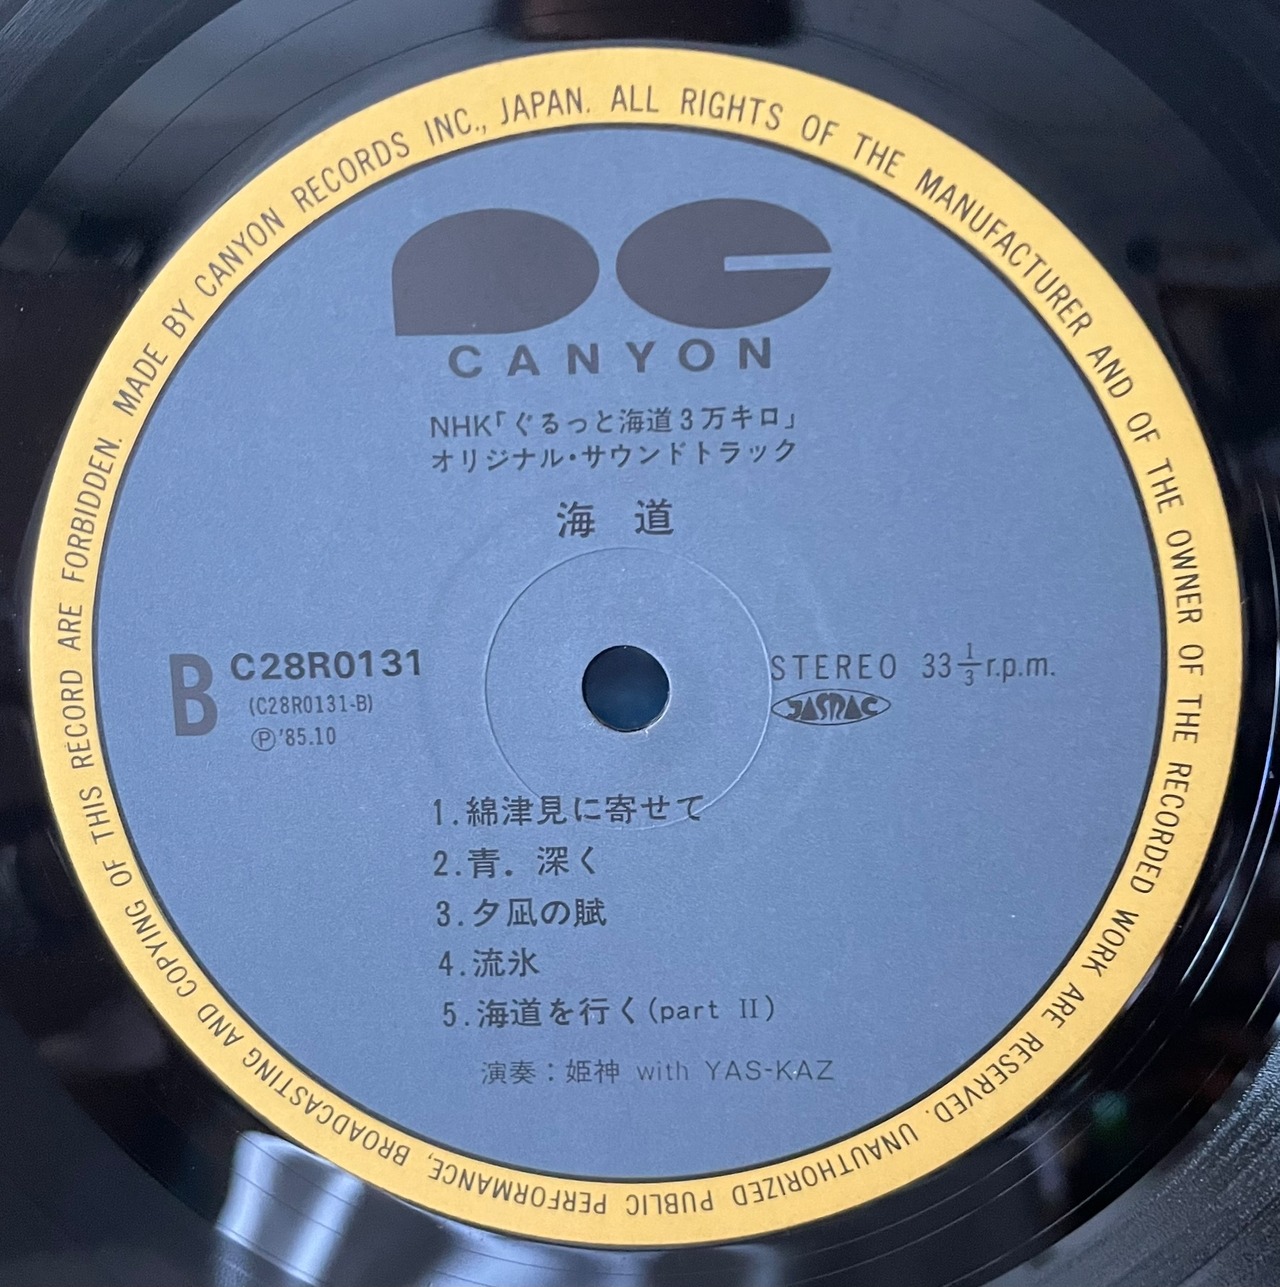 MADE BY CANYON RECORDS INC., JAPAN. ALL RIGHTS OF THE MANUFACTURER AND OF THE OWNER OF THE RECORDED WORK ARE RESERVED. UNAUTHORIZED PUBLIC PERFORMANCE, BROADCASTING AND COPYING OF THIS RECORD ARE FORBIDDEN.
PC
CANYON
NHK「ぐるっと海道3万キロ」
オリジナル・サウンドトラック
海 道
B C28R0131
(C28R0131-B)
Ⓟ'85.10
STEREO 33 1/3 r.p.m.
JASRAC
1.綿津見に寄せて
2.青.深く
3.夕凪の賦
4.流氷
5.海道を行く(part II)
演奏:姫神 with YAS-KAZ